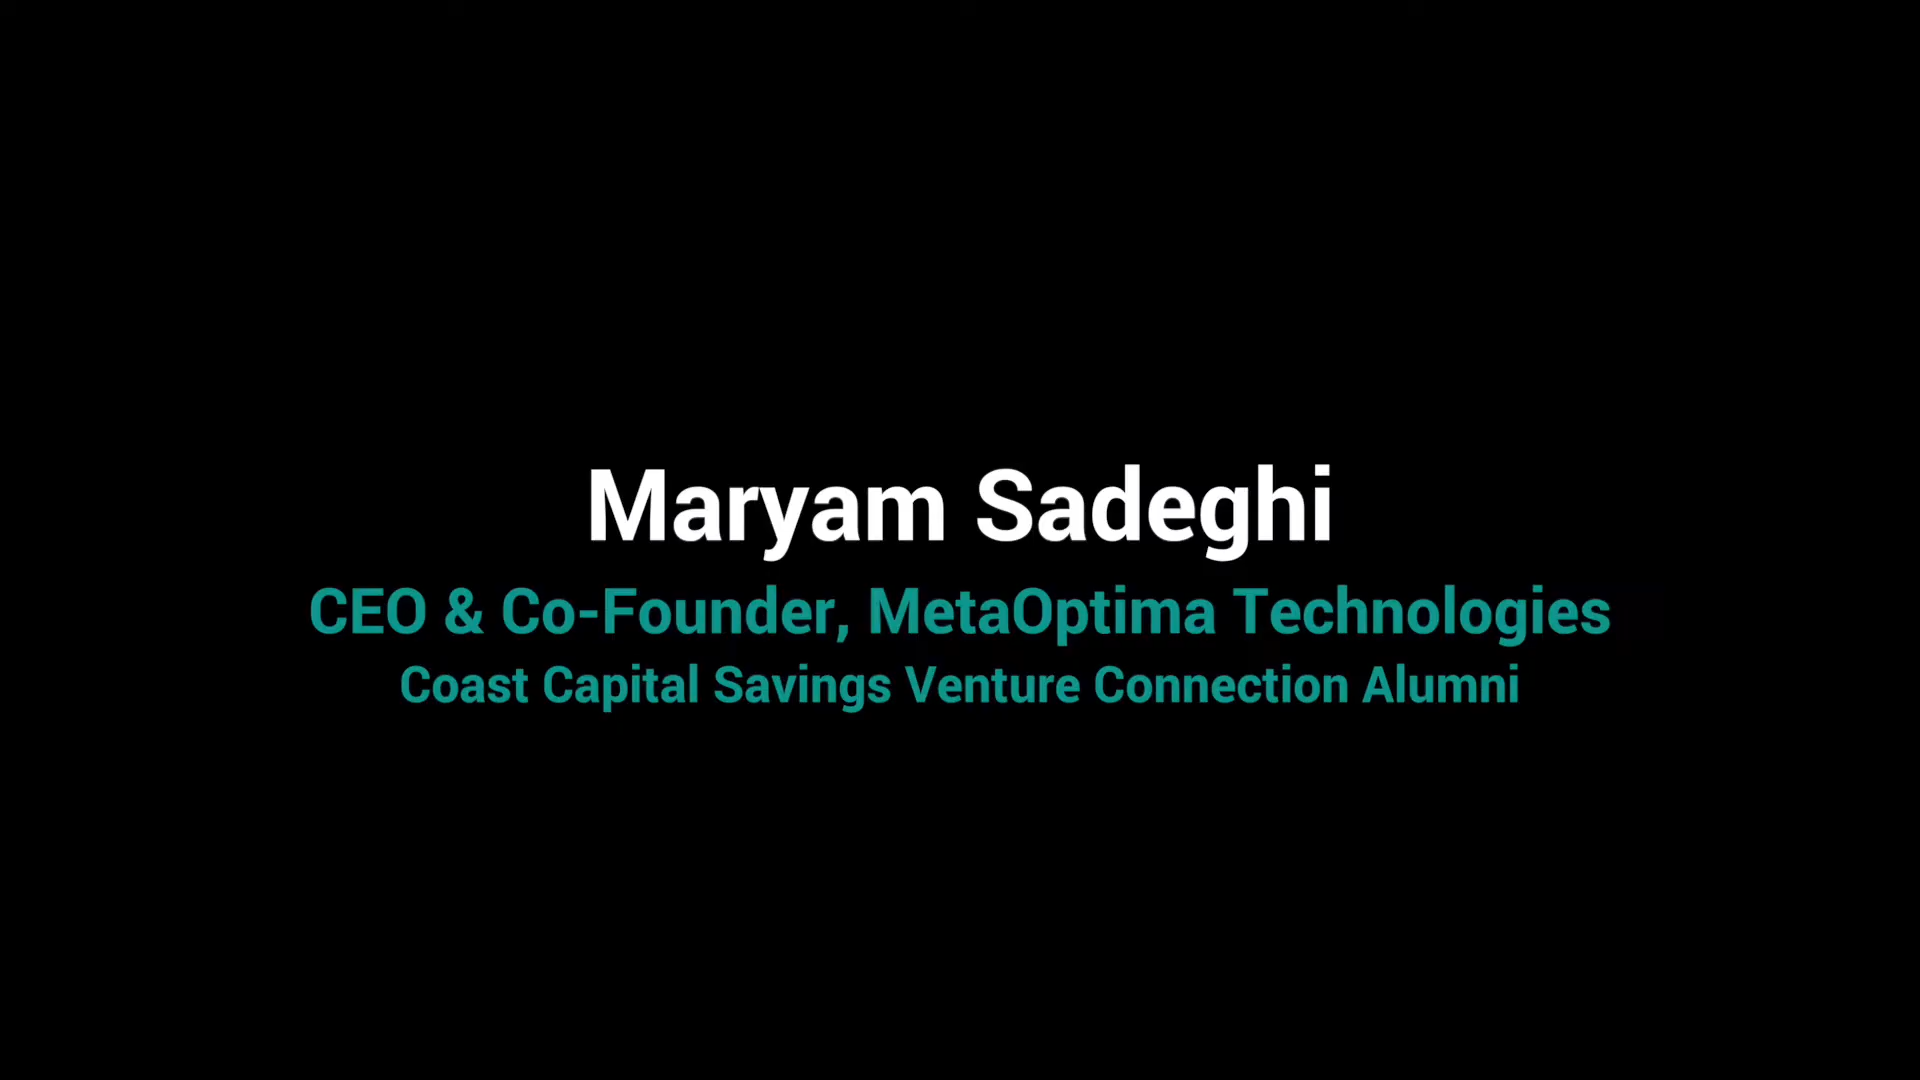 Maryam Sadeghi
CEO & Co-Founder, MetaOptima Technologies
Coast Capital Savings Venture Connection Alumni